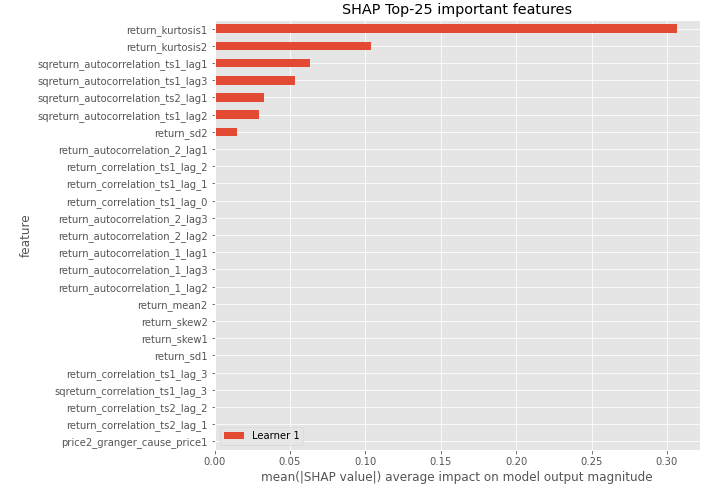 SHAP Top-25 important features
return_kurtosis1
return_kurtosis2
sqreturn_autocorrelation_ts1_lag1
sqreturn_autocorrelation_ts1_lag3
sqreturn_autocorrelation_ts2_lag1
sqreturn_autocorrelation_ts1_lag2
return_sd2
return_autocorrelation_2_lag1
return_correlation_ts1_lag_2
return_correlation_ts1_lag_1
return_correlation_ts1_lag_0
return_autocorrelation_2_lag3
return_autocorrelation_2_lag2
return_autocorrelation_1_lag1
return_autocorrelation_1_lag3
return_autocorrelation_1_lag2
return_mean2
return_skew2
return_skew1
return_sd1
return_correlation_ts1_lag_3
sqreturn_correlation_ts1_lag_3
return_correlation_ts2_lag_2
return_correlation_ts2_lag_1
price2_granger_cause_price1
feature
Learner 1
0.00 0.05 0.10 0.15 0.20 0.25 0.30
mean(|SHAP value|) average impact on model output magnitude